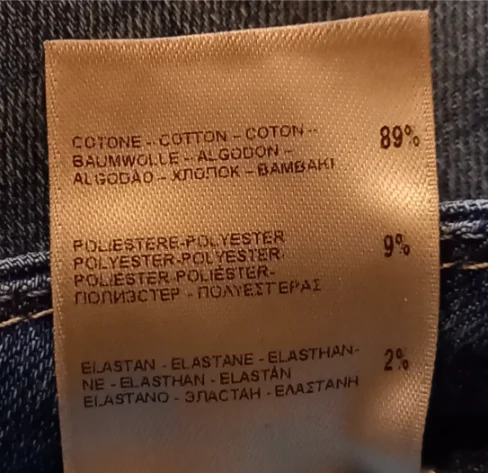 COTONE - COTTON - COTON - 89%
BAUMWOLLE - ALGODON -
ALGODÃO - ХЛОПОК - BAMBAKI
POLIESTERE-POLYESTER 9%
POLYESTER-POLYESTER-
POLIÉSTER-POLIÉSTER-
ПОЛИЭСТЕР - ΠΟΛΥΕΣΤΕΡΑΣ
ELASTAN - ELASTANE - ELASTHAN- 2%
NE - ELASTHAN - ELASTÁN
ELASTANO - ЭЛАСТАН - ΕΛΑΣΤΑΝΗ